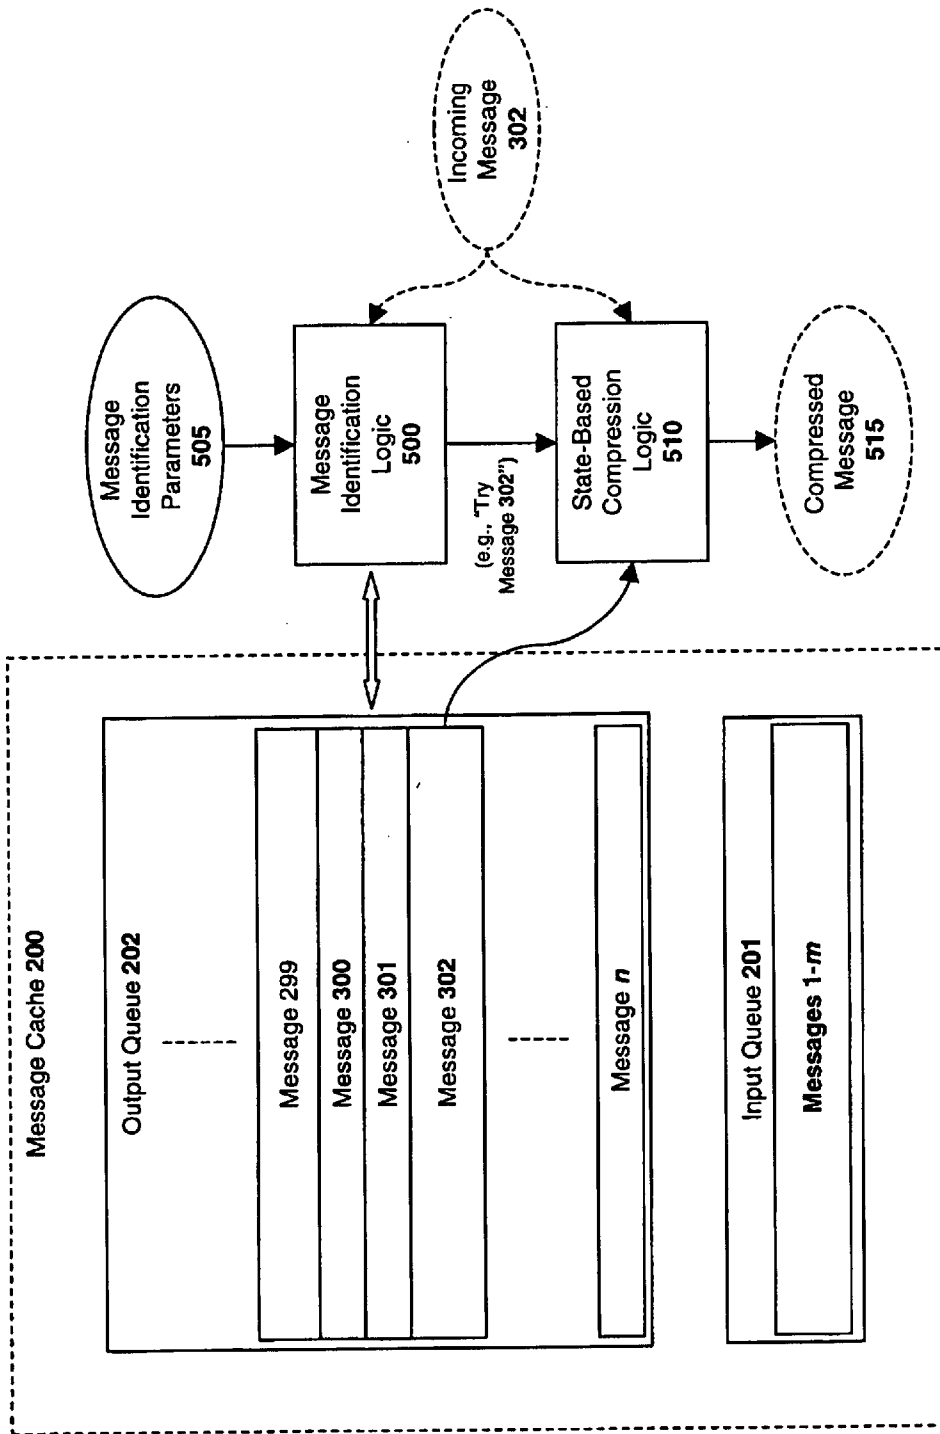 Message Cache 200
Output Queue 202
Message 299
Message 300
Message 301
Message 302
Message n
Input Queue 201
Messages 1-m
Message
Identification
Parameters
505
Message
Identification
Logic
500
(e.g., "Try
Message 302")
State-Based
Compression
Logic
510
Compressed
Message
515
Incoming
Message
302